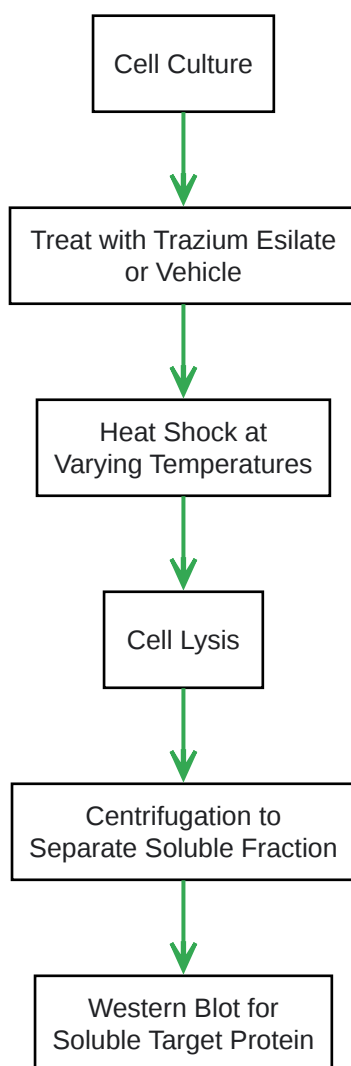 Cell Culture
Treat with Trazium Esilate
or Vehicle
Heat Shock at
Varying Temperatures
Cell Lysis
Centrifugation to
Separate Soluble Fraction
Western Blot for
Soluble Target Protein